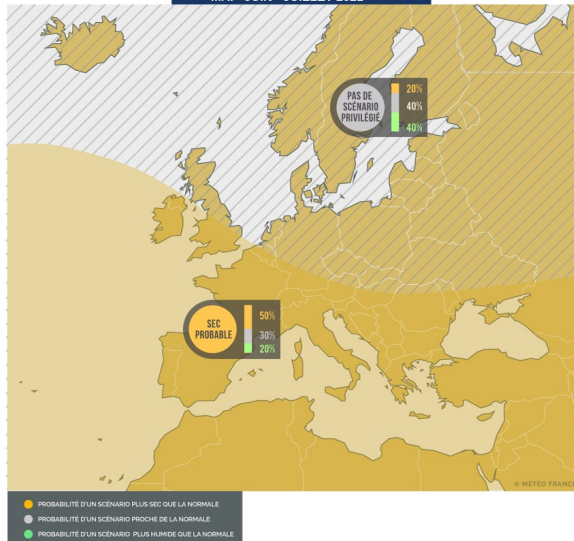 PAS DE
SCÉNARIO
PRIVILÉGIÉ
20%
40%
40%
SEC
PROBABLE
50%
30%
20%
© MÉTÉO FRANCE
PROBABILITÉ D'UN SCÉNARIO PLUS SEC QUE LA NORMALE
PROBABILITÉ D'UN SCÉNARIO PROCHE DE LA NORMALE
PROBABILITÉ D'UN SCÉNARIO PLUS HUMIDE QUE LA NORMALE